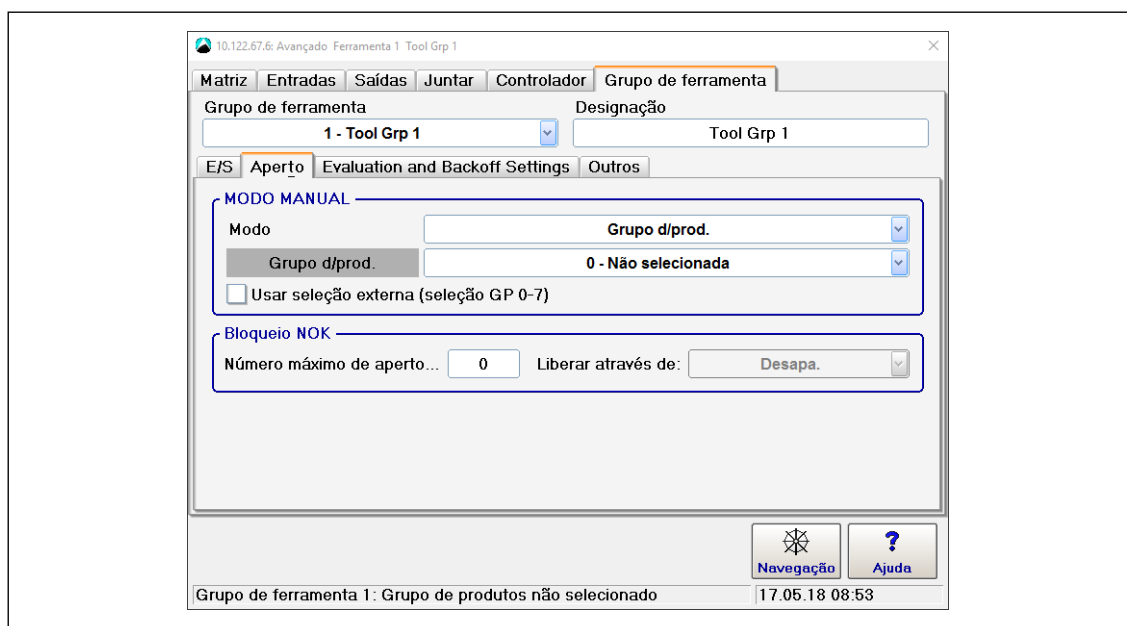 10.122.67.6: Avançado Ferramenta 1 Tool Grp 1
Matriz Entradas Saídas Juntar Controlador Grupo de ferramenta
Grupo de ferramenta Designação
1 - Tool Grp 1 Tool Grp 1
E/S Aperto Evaluation and Backoff Settings Outros
MODO MANUAL
Modo Grupo d/prod.
Grupo d/prod. 0 - Não selecionada
Usar seleção externa (seleção GP 0-7)
Bloqueio NOK
Número máximo de aperto... 0 Liberar através de: Desapa.
Navegação ? Ajuda
Grupo de ferramenta 1: Grupo de produtos não selecionado 17.05.18 08:53